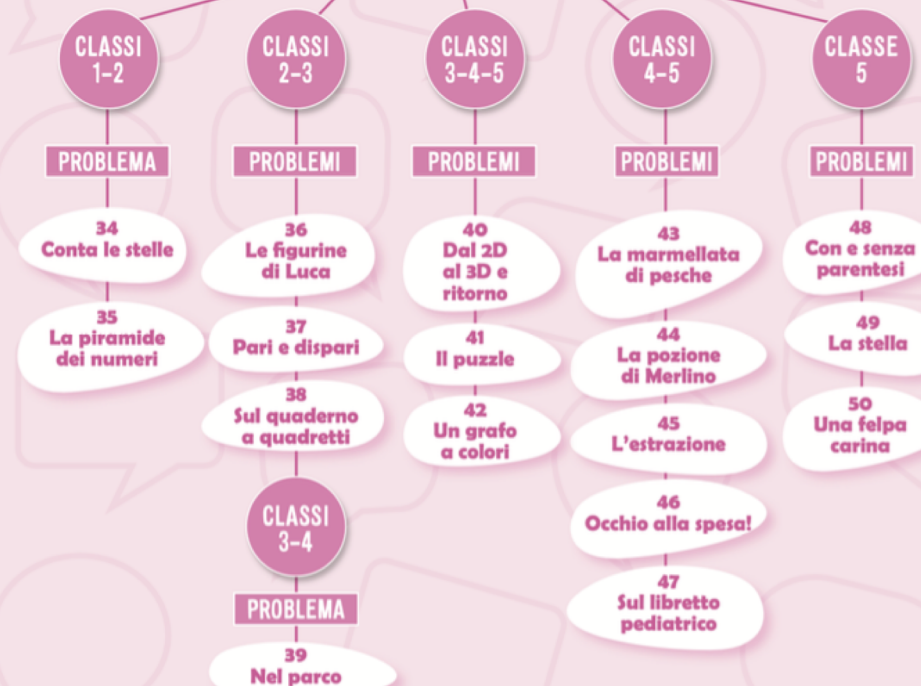 CLASSI
1-2
PROBLEMA
34
Conta le stelle
35
La piramide
dei numeri
CLASSI
2-3
PROBLEMI
36
Le figurine
di Luca
37
Pari e dispari
38
Sul quaderno
a quadretti
CLASSI
3-4
PROBLEMA
39
Nel parco
CLASSI
3-4-5
PROBLEMI
40
Dal 2D
al 3D e
ritorno
41
Il puzzle
42
Un grafo
a colori
CLASSI
4-5
PROBLEMI
43
La marmellata
di pesche
44
La pozione
di Merlino
45
L'estrazione
46
Occhio alla spesa!
47
Sul libretto
pediatrico
CLASSE
5
PROBLEMI
48
Con e senza
parentesi
49
La stella
50
Una felpa
carina